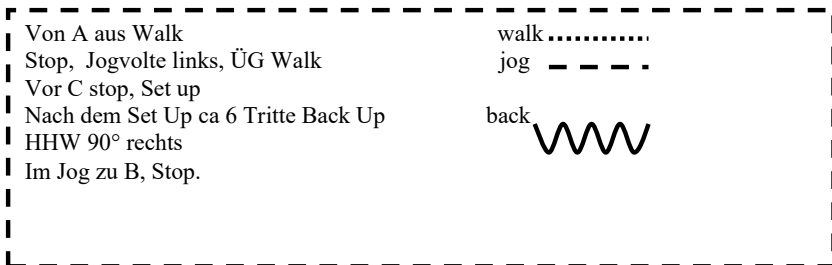 Von A aus Walk walk
Stop, Jogvolte links, ÜG Walk jog
Vor C stop, Set up
Nach dem Set Up ca 6 Tritte Back Up back
HHW 90° rechts
Im Jog zu B, Stop.